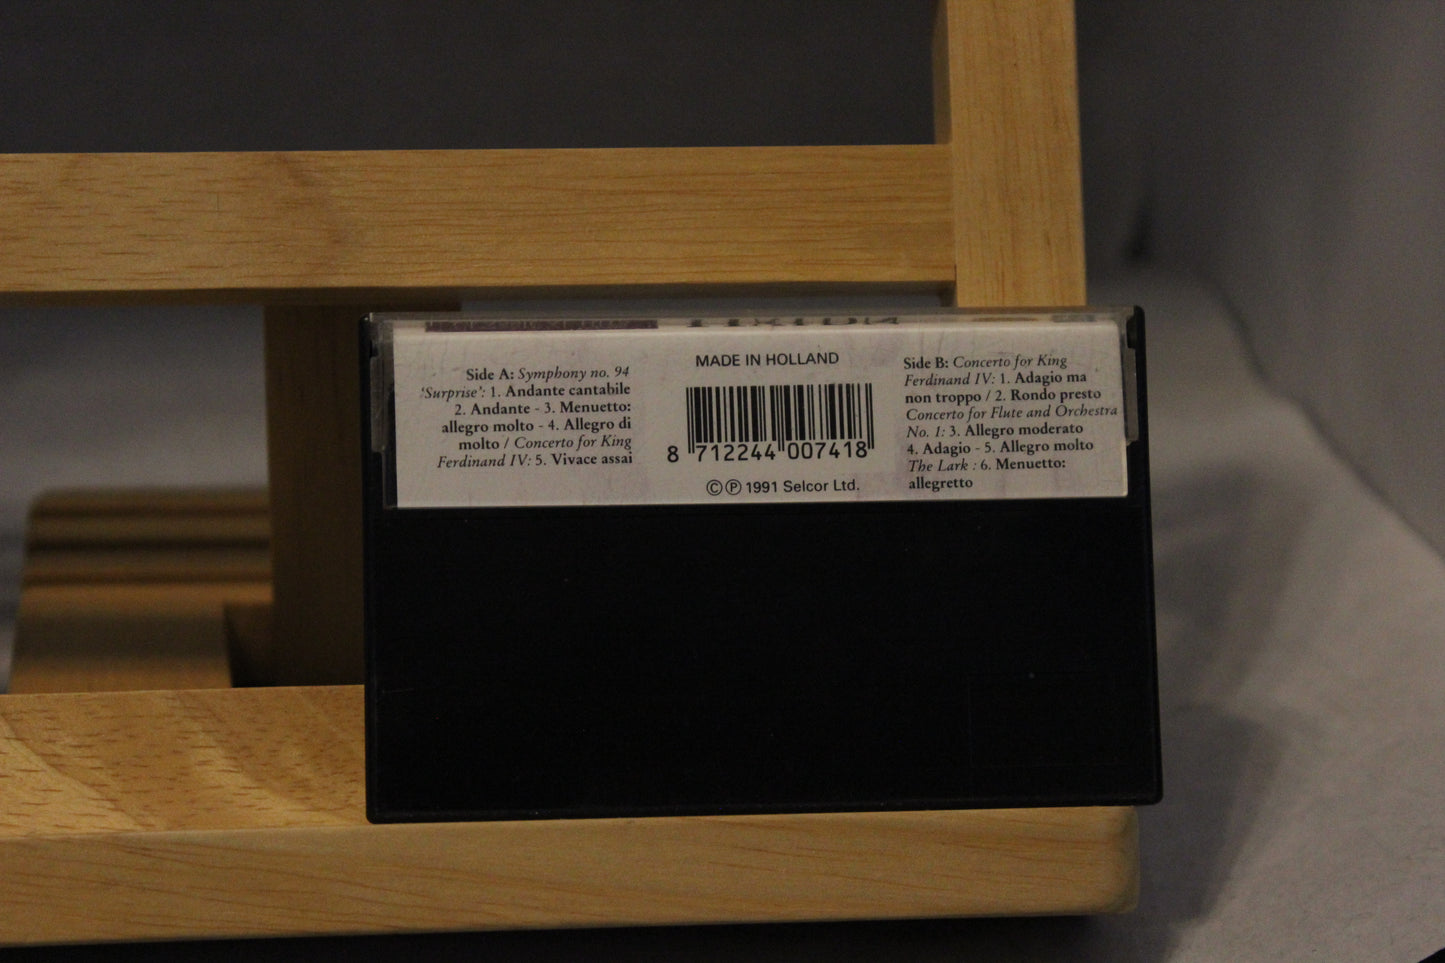 Side A: Symphony no. 94
'Surprise': 1. Andante cantabile
2. Andante - 3. Menuetto:
allegro molto - 4. Allegro di
molto / Concerto for King
Ferdinand IV: 5. Vivace assai
MADE IN HOLLAND
8 712244 007418
©Ⓟ 1991 Selcor Ltd.
Side B: Concerto for King
Ferdinand IV: 1. Adagio ma
non troppo / 2. Rondo presto
Concerto for Flute and Orchestra
No. 1: 3. Allegro moderato
4. Adagio - 5. Allegro molto
The Lark : 6. Menuetto:
allegretto